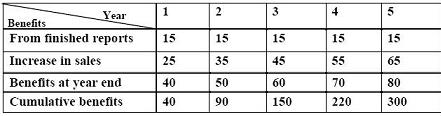 Year 1 2 3 4 5
Benefits
From finished reports 15 15 15 15 15
Increase in sales 25 35 45 55 65
Benefits at year end 40 50 60 70 80
Cumulative benefits 40 90 150 220 300